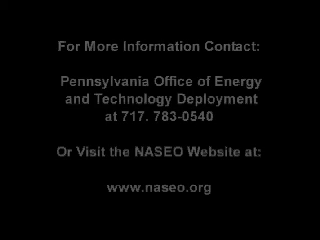 For More Information Contact:
Pennsylvania Office of Energy
and Technology Deployment
at 717. 783-0540
Or Visit the NASEO Website at:
www.naseo.org